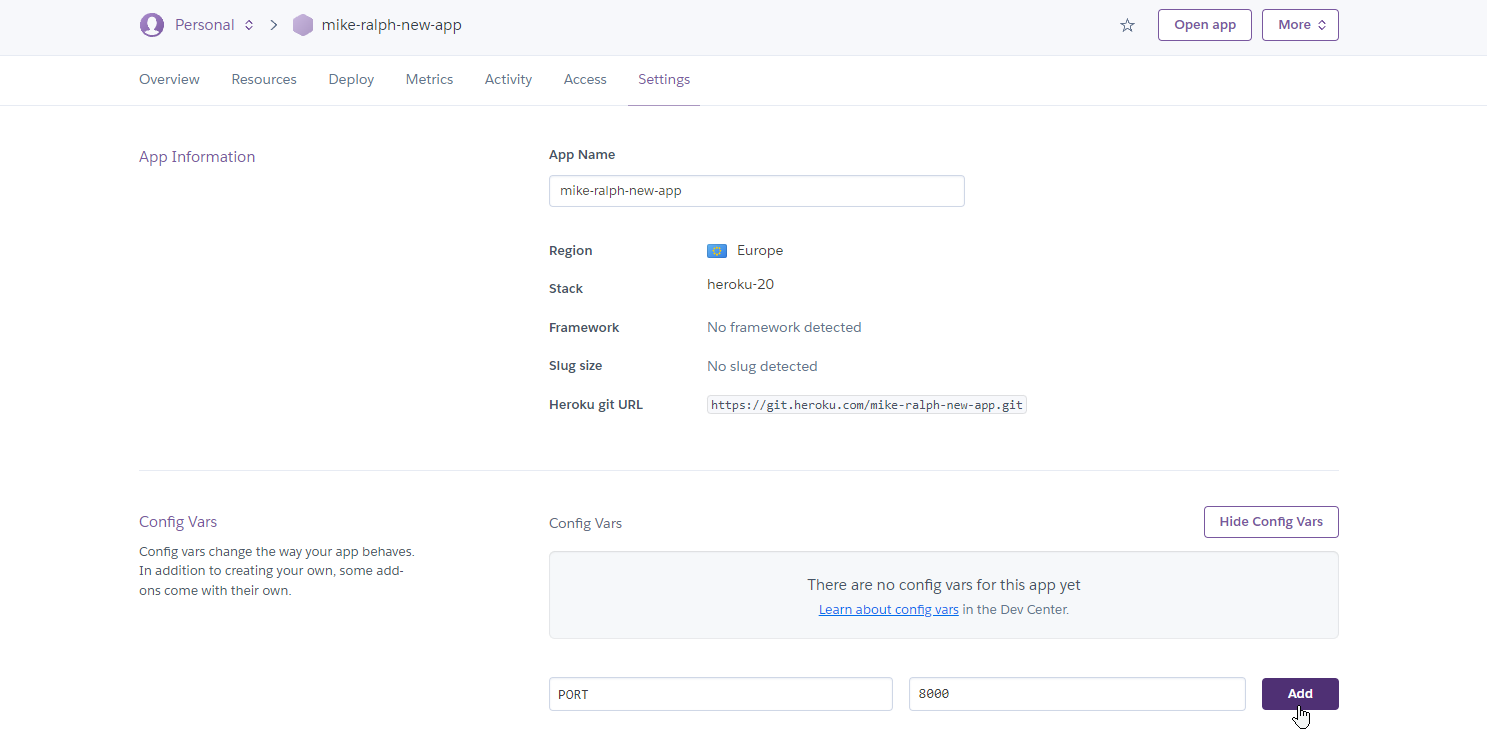 Personal > mike-ralph-new-app Open app More
Overview Resources Deploy Metrics Activity Access Settings
App Information
App Name
mike-ralph-new-app
Region Europe
Stack heroku-20
Framework No framework detected
Slug size No slug detected
Heroku git URL https://git.heroku.com/mike-ralph-new-app.git
Config Vars
Config vars change the way your app behaves.
In addition to creating your own, some add-
ons come with their own.
Config Vars Hide Config Vars
There are no config vars for this app yet
Learn about config vars in the Dev Center.
PORT 8000 Add